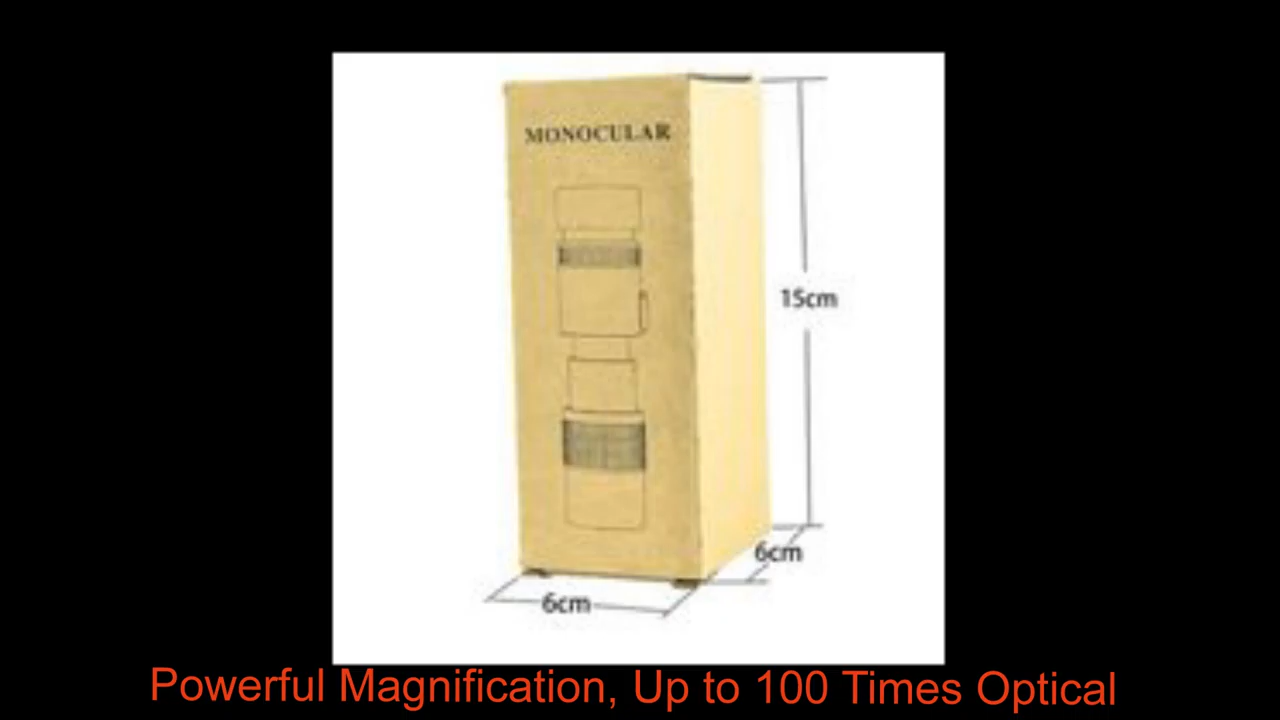 MONOCULAR
15cm
6cm
6cm
Powerful Magnification, Up to 100 Times Optical